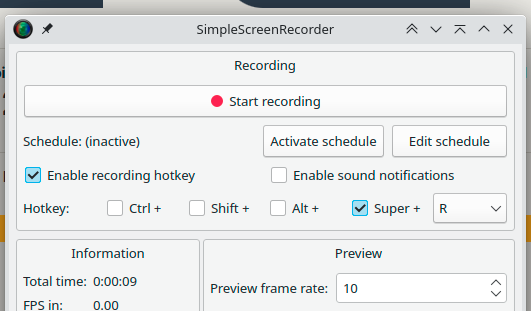 SimpleScreenRecorder
Recording
Start recording
Schedule: (inactive) Activate schedule Edit schedule
Enable recording hotkey Enable sound notifications
Hotkey: Ctrl + Shift + Alt + Super + R
Information
Total time: 0:00:09
FPS in: 0.00
Preview
Preview frame rate: 10